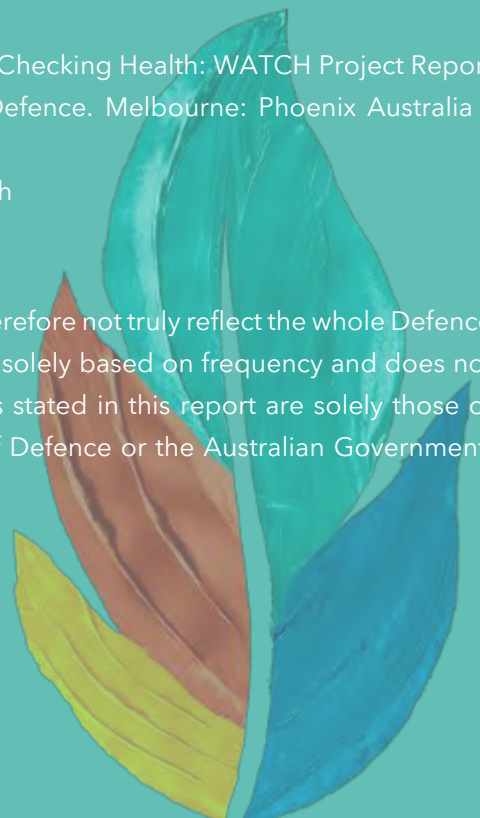 Checking Health: WATCH Project Repor
Defence. Melbourne: Phoenix Australia
h
erefore not truly reflect the whole Defence
solely based on frequency and does no
s stated in this report are solely those o
f Defence or the Australian Government